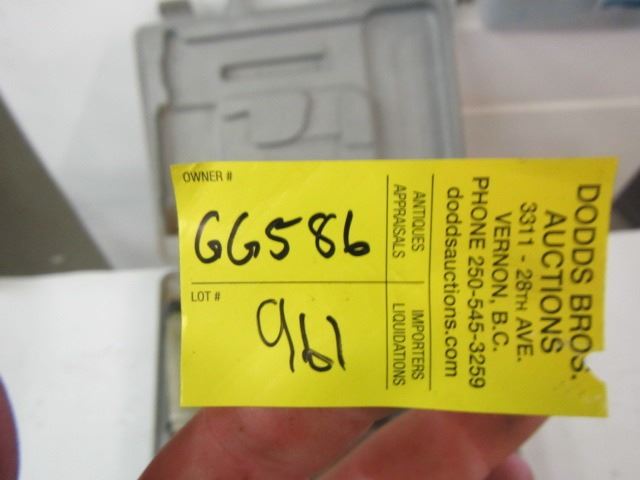 OWNER #
GG586
LOT #
ANTIQUES
APPRAISALS
IMPORTERS
LIQUIDATIONS
DODDS BROS.
AUCTIONS
3311 - 28TH AVE.
VERNON, B.C.
PHONE 250-545-3259
doddsauctions.com